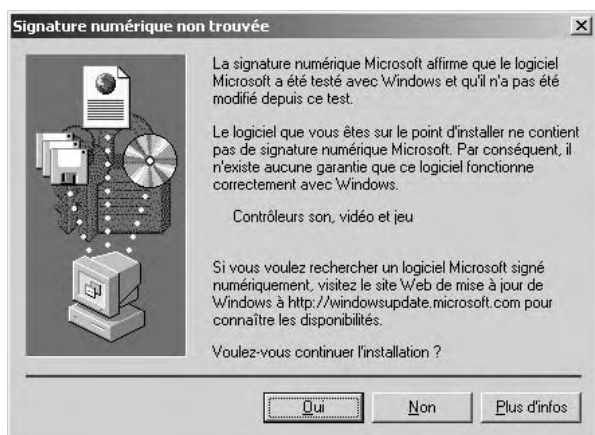 Signature numérique non trouvée
La signature numérique Microsoft affirme que le logiciel
Microsoft a été testé avec Windows et qu'il n'a pas été
modifié depuis ce test.
Le logiciel que vous êtes sur le point d'installer ne contient
pas de signature numérique Microsoft. Par conséquent, il
n'existe aucune garantie que ce logiciel fonctionne
correctement avec Windows.
Contrôleurs son, vidéo et jeu
Si vous voulez rechercher un logiciel Microsoft signé
numériquement, visitez le site Web de mise à jour de
Windows à http://windowsupdate.microsoft.com pour
connaître les disponibilités.
Voulez-vous continuer l'installation ?
Oui
Non
Plus d'infos